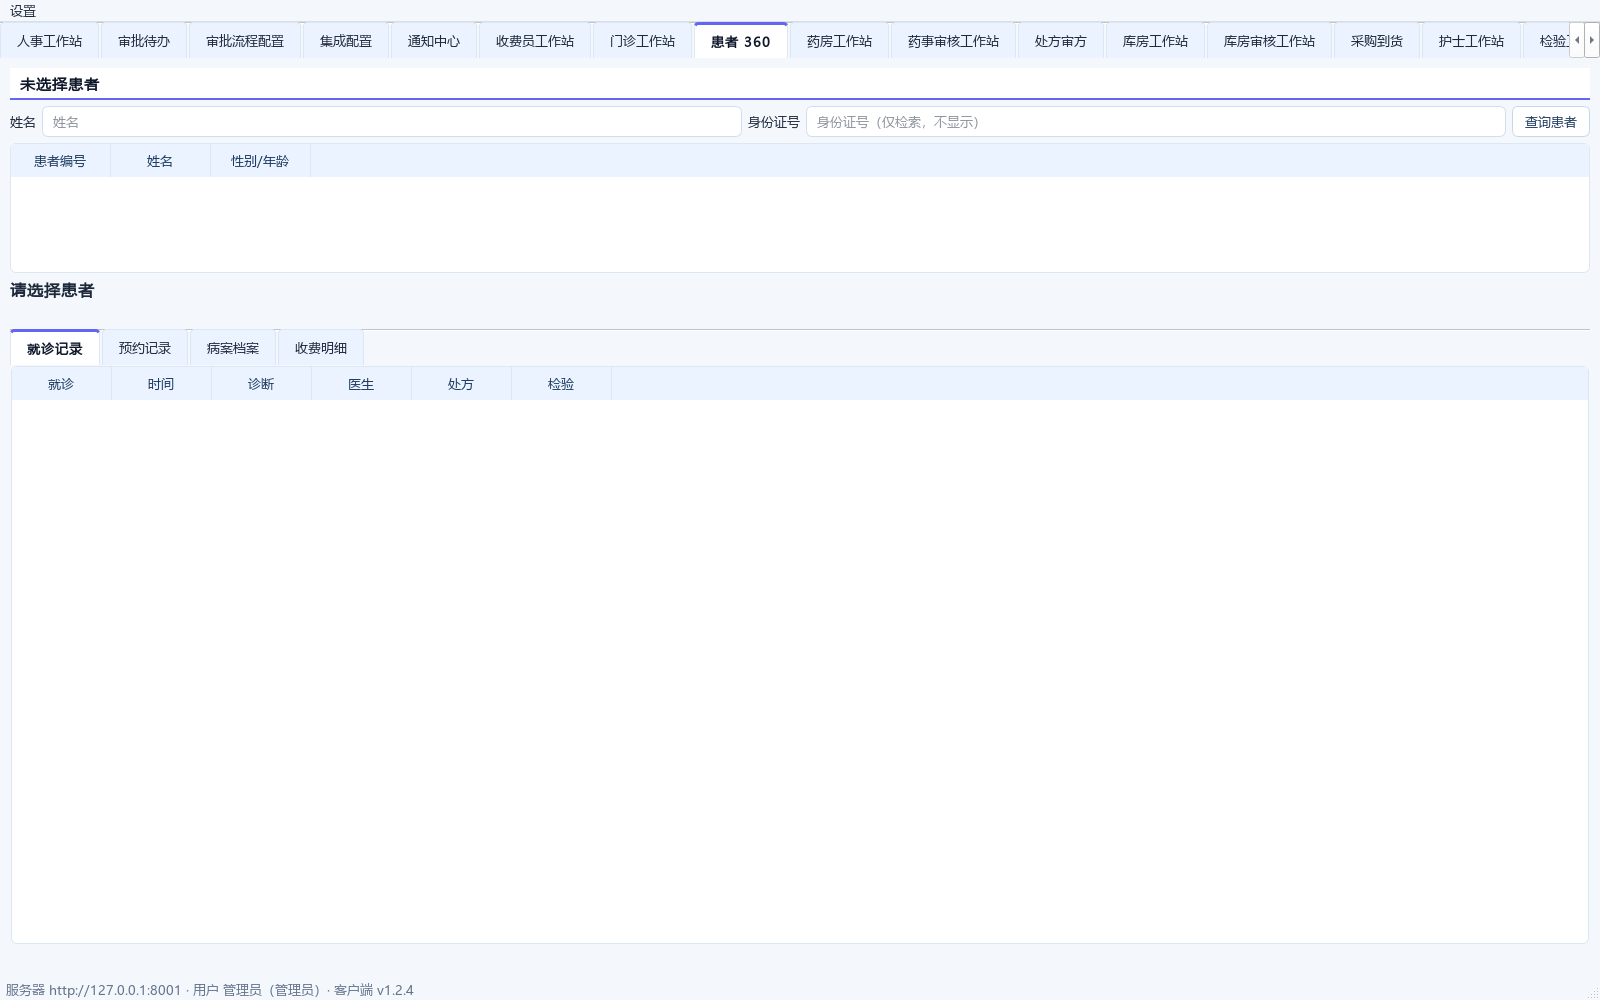 设置
人事工作站 审批待办 审批流程配置 集成配置 通知中心 收费员工作站 门诊工作站 患者 360 药房工作站 药事审核工作站 处方审方 库房工作站 库房审核工作站 采购到货 护士工作站 检验
未选择患者
姓名 姓名 身份证号 身份证号（仅检索，不显示） 查询患者
患者编号 姓名 性别/年龄
请选择患者
就诊记录 预约记录 病案档案 收费明细
就诊 时间 诊断 医生 处方 检验
服务器 http://127.0.0.1:8001 · 用户 管理员（管理员）· 客户端 v1.2.4